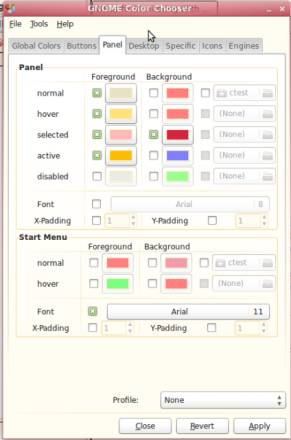 GNOME Color Chooser
File Tools Help
Global Colors Buttons Panel Desktop Specific Icons Engines
Panel
Foreground Background
normal ctest
hover (None)
selected (None)
active (None)
disabled (None)
Font Arial 8
X-Padding 1 Y-Padding 1
Start Menu
Foreground Background
normal ctest
hover (None)
Font Arial 11
X-Padding 1 Y-Padding 1
Profile: None
Close Revert Apply